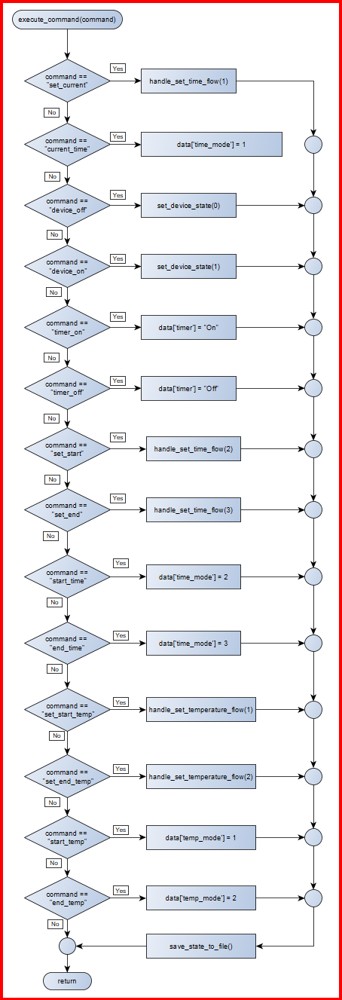 execute_command(command)
command ==
"set_current"
Yes
handle_set_time_flow(1)
No
command ==
"current_time"
Yes
data['time_mode'] = 1
No
command ==
"device_off"
Yes
set_device_state(0)
No
command ==
"device_on"
Yes
set_device_state(1)
No
command ==
"timer_on"
Yes
data['timer'] = "On"
No
command ==
"timer_off"
Yes
data['timer'] = "Off"
No
command ==
"set_start"
Yes
handle_set_time_flow(2)
No
command ==
"set_end"
Yes
handle_set_time_flow(3)
No
command ==
"start_time"
Yes
data['time_mode'] = 2
No
command ==
"end_time"
Yes
data['time_mode'] = 3
No
command ==
"set_start_temp"
Yes
handle_set_temperature_flow(1)
No
command ==
"set_end_temp"
Yes
handle_set_temperature_flow(2)
No
command ==
"start_temp"
Yes
data['temp_mode'] = 1
No
command ==
"end_temp"
Yes
data['temp_mode'] = 2
No
save_state_to_file()
return